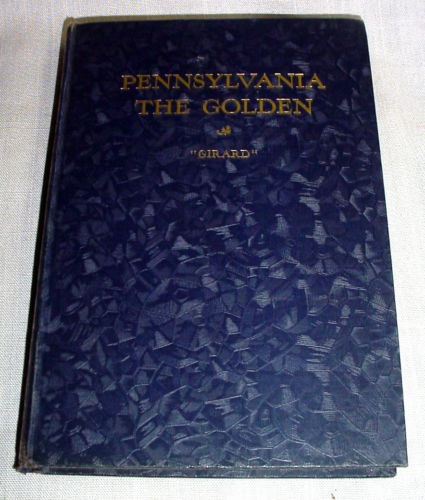 PENNSYLVANIA
THE GOLDEN
"GIRARD"